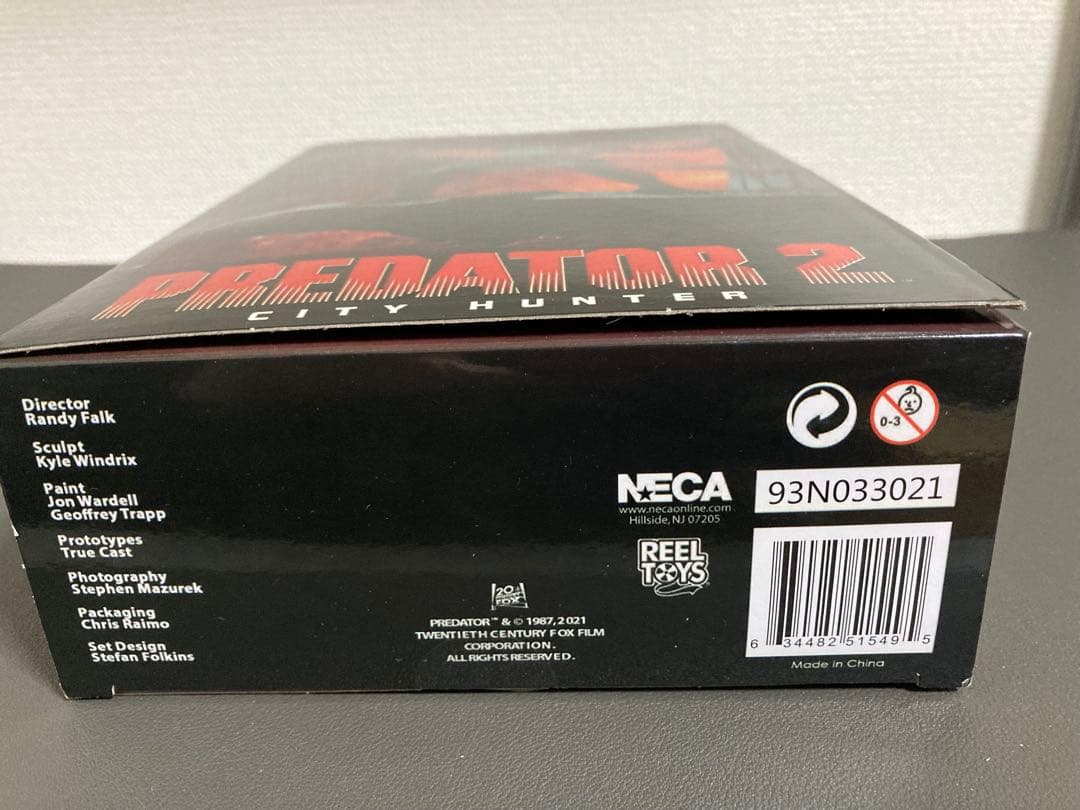 PREDATOR 2
CITY HUNTER
Director
Randy Falk
Sculpt
Kyle Windrix
Paint
Jon Wardell
Geoffrey Trapp
Prototypes
True Cast
Photography
Stephen Mazurek
Packaging
Chris Raimo
Set Design
Stefan Folkins
20
FOX
PREDATOR™ & © 1987, 2021
TWENTIETH CENTURY FOX FILM
CORPORATION.
ALL RIGHTS RESERVED.
NECA
www.necaonline.com
Hillside, NJ 07205
REEL
TOYS
0-3
93N033021
6 34482 51549 5
Made in China